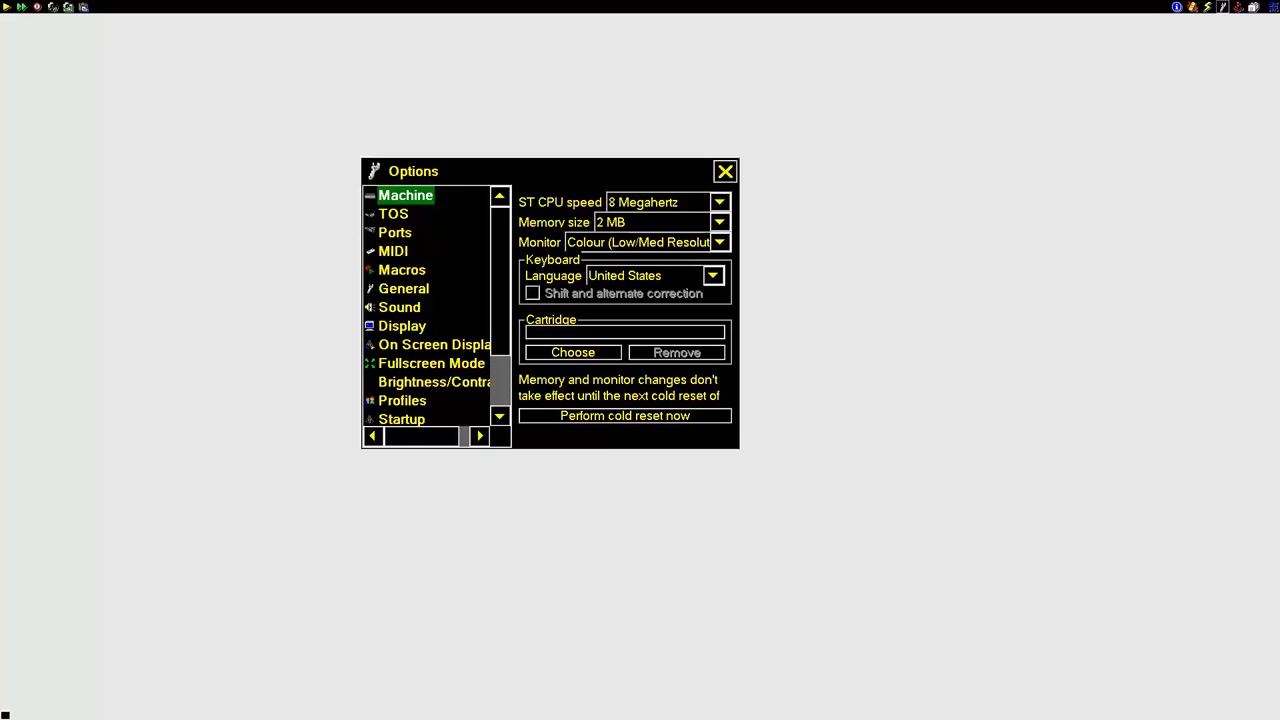 Options
Machine
TOS
Ports
MIDI
Macros
General
Sound
Display
On Screen Displa
Fullscreen Mode
Brightness/Contra
Profiles
Startup
ST CPU speed 8 Megahertz
Memory size 2 MB
Monitor Colour (Low/Med Resolut
Keyboard
Language United States
Shift and alternate correction
Cartridge
Choose Remove
Memory and monitor changes don't
take effect until the next cold reset of
Perform cold reset now